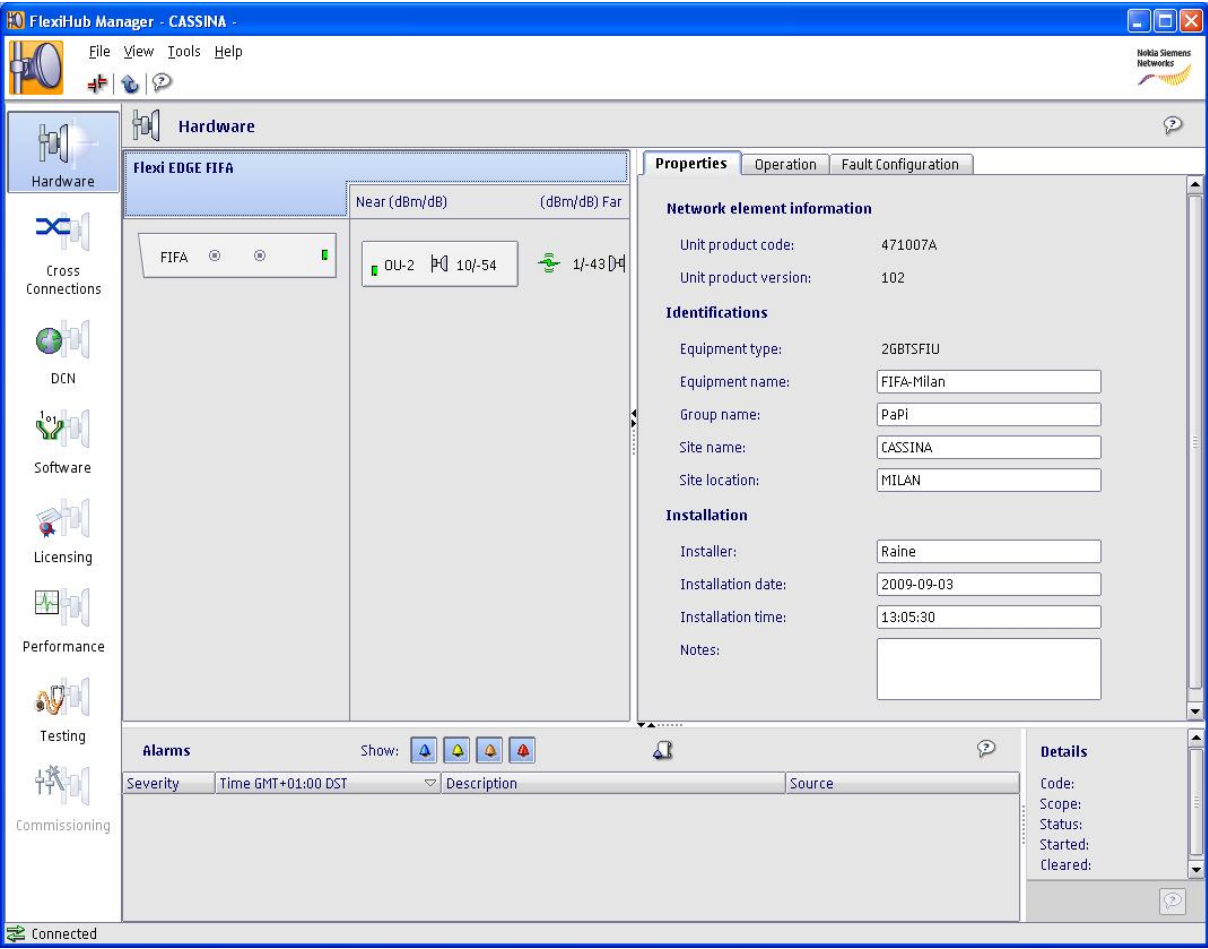 FlexiHub Manager - CASSINA -
File View Tools Help
Nokia Siemens
Networks
Hardware
Cross
Connections
DCN
Software
Licensing
Performance
Testing
Commissioning
Hardware
Flexi EDGE FIFA
Near (dBm/dB) (dBm/dB) Far
FIFA
OU-2 10/-54 1/-43
Properties Operation Fault Configuration
Network element information
Unit product code: 471007A
Unit product version: 102
Identifications
Equipment type: 2GBTSFIU
Equipment name: FIFA-Milan
Group name: PaPi
Site name: CASSINA
Site location: MILAN
Installation
Installer: Raine
Installation date: 2009-09-03
Installation time: 13:05:30
Notes:
Alarms Show:
Severity Time GMT+01:00 DST Description Source
Details
Code:
Scope:
Status:
Started:
Cleared:
Connected